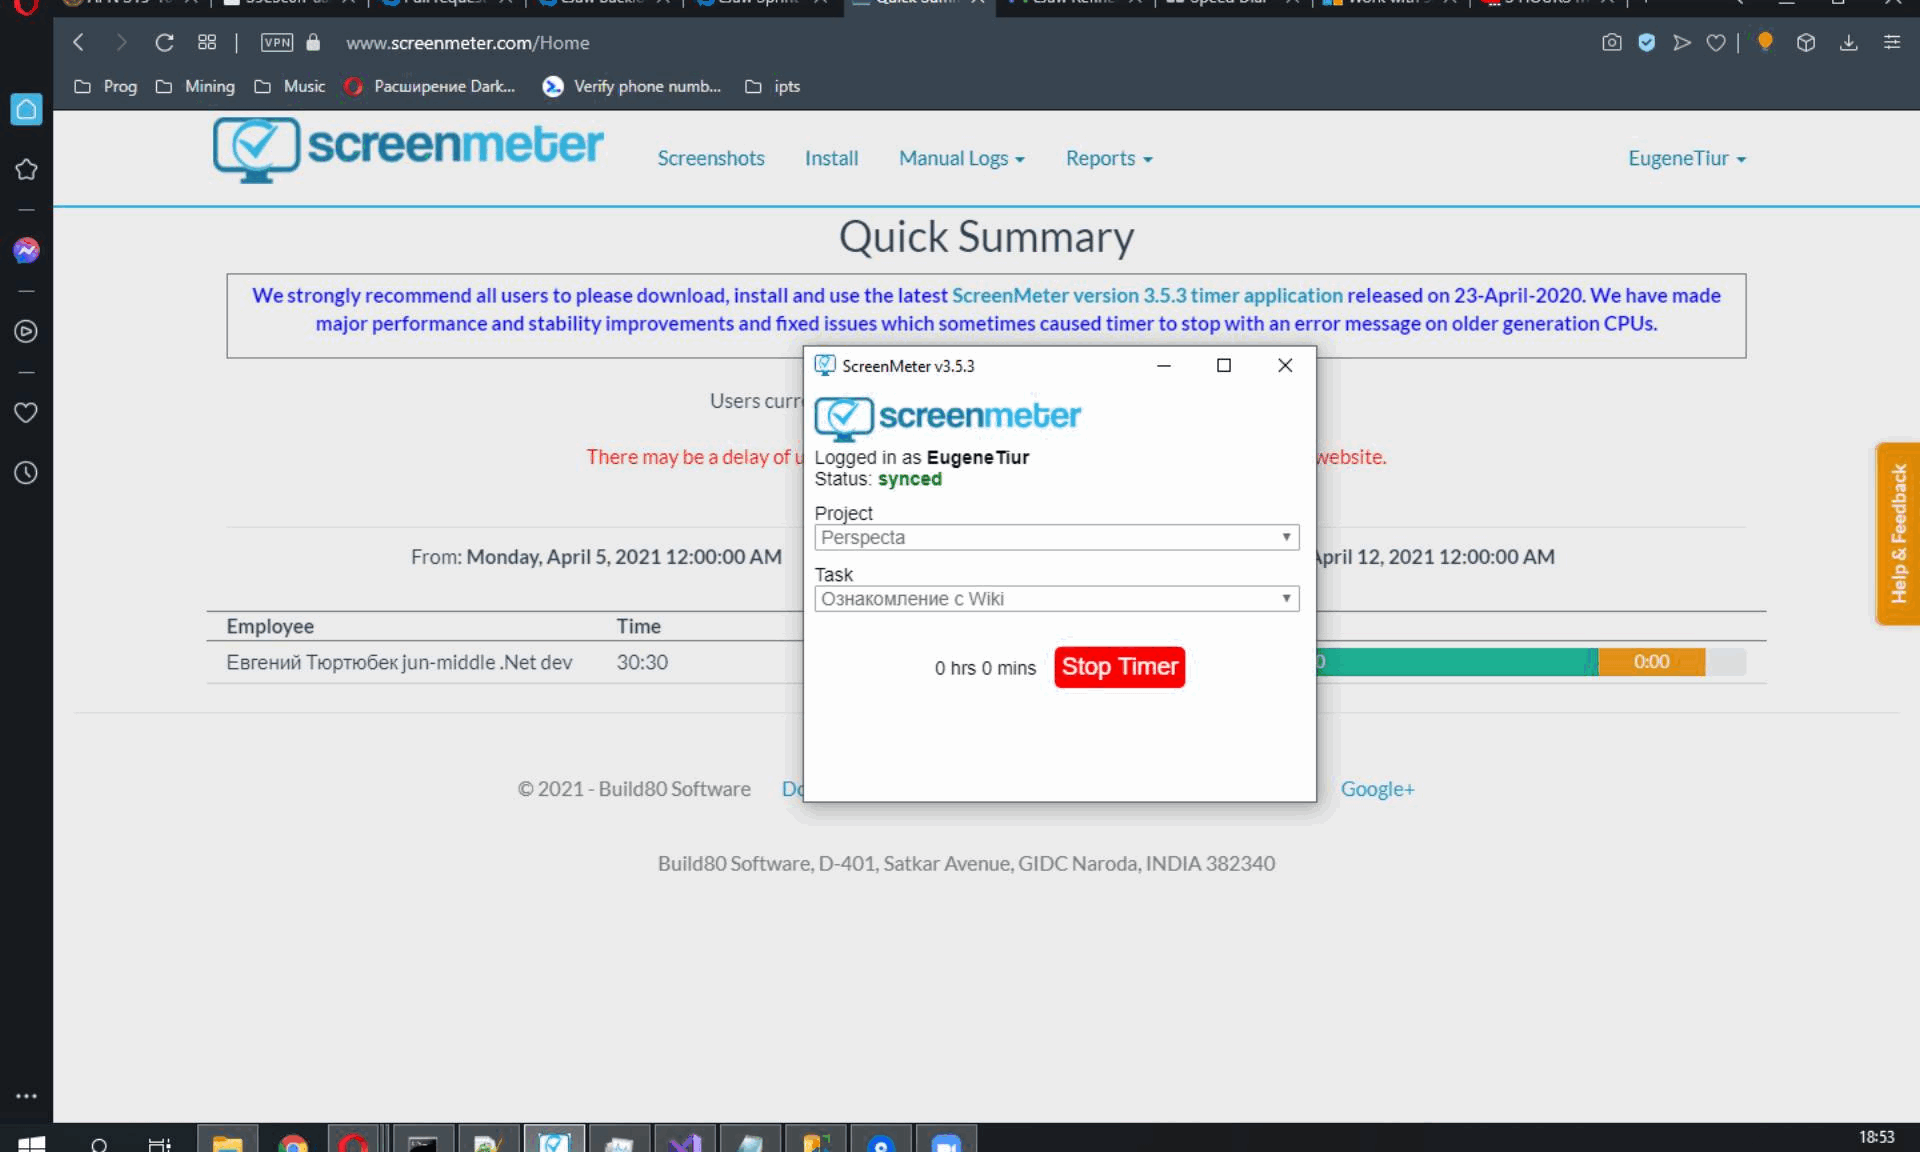 VPN
www.screenmeter.com/Home
Prog Mining Music Расширение Dark... Verify phone numb... ipts
screenmeter Screenshots Install Manual Logs Reports EugeneTiur
Quick Summary
We strongly recommend all users to please download, install and use the latest ScreenMeter version 3.5.3 timer application released on 23-April-2020. We have made
major performance and stability improvements and fixed issues which sometimes caused timer to stop with an error message on older generation CPUs.
Users
There may be a delay of
website.
From: Monday, April 5, 2021 12:00:00 AM
April 12, 2021 12:00:00 AM
Employee Time
Евгений Тюртюбек jun-middle .Net dev 30:30
0:00
ScreenMeter v3.5.3
screenmeter
Logged in as EugeneTiur
Status: synced
Project
Perspecta
Task
Ознакомление с Wiki
0 hrs 0 mins Stop Timer
© 2021 - Build80 Software
Google+
Build80 Software, D-401, Satkar Avenue, GIDC Naroda, INDIA 382340
Help & Feedback
18:53